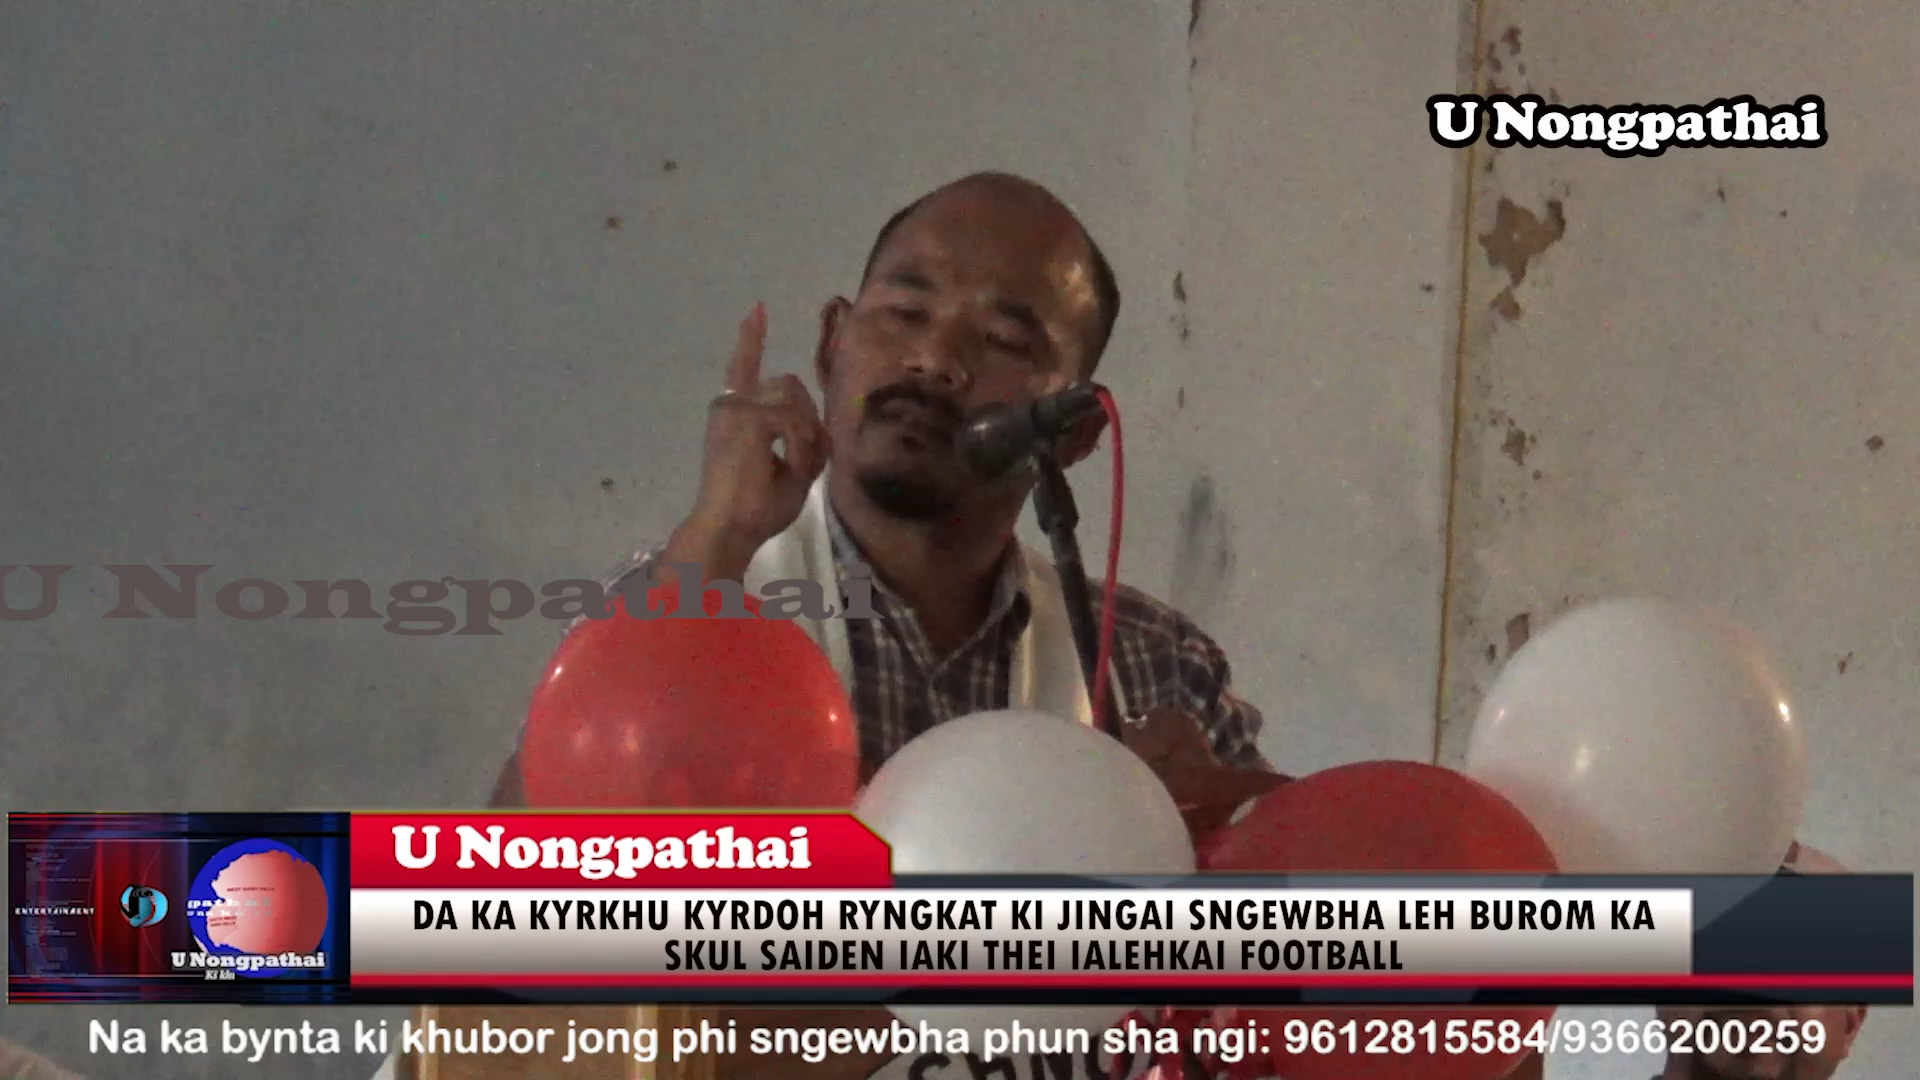 U Nongpathai
U Nongpathai
U Nongpathai
DA KA KYRKHU KYRDOH RYNGKAT KI JINGAI SNGEWBHA LEH BUROM KA
SKUL SAIDEN IAKI THEI IALEHKAI FOOTBALL
ENTERTAINMENT
U Nongpathai
Na ka bynta ki khubor jong phi sngewbha phun sha ngi: 9612815584/9366200259